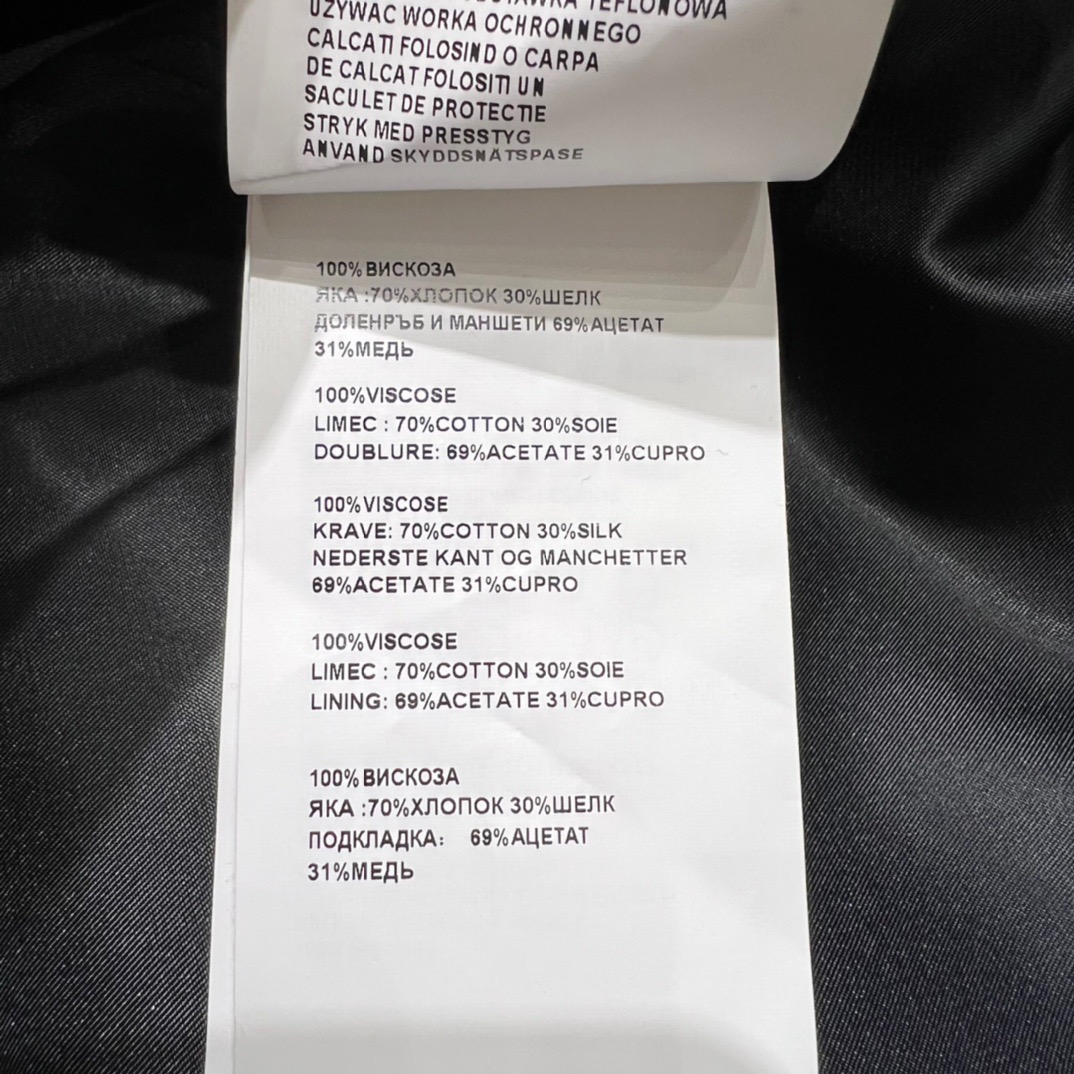 TEFLONOWA
UZYWAC WORKA OCHRONNEGO
CALCATI FOLOSIND O CARPA
DE CALCAT FOLOSITI UN
SACULET DE PROTECTIE
STRYK MED PRESSTYG
ANVAND SKYDDSNÄTSPASE
100% ВИСКОЗА
ЯКА :70%ХЛОПОК 30%ШЕЛК
ДОЛЕНРЪБ И МАНШЕТИ 69%АЦЕТАТ
31%МЕДЬ
100%VISCOSE
LIMEC : 70%COTTON 30%SOIE
DOUBLURE: 69%ACETATE 31%CUPRO
100%VISCOSE
KRAVE: 70%COTTON 30%SILK
NEDERSTE KANT OG MANCHETTER
69%ACETATE 31%CUPRO
100%VISCOSE
LIMEC : 70%COTTON 30%SOIE
LINING: 69%ACETATE 31%CUPRO
100% ВИСКОЗА
ЯКА :70%ХЛОПОК 30%ШЕЛК
ПОДКЛАДКА: 69%АЦЕТАТ
31%МЕДЬ